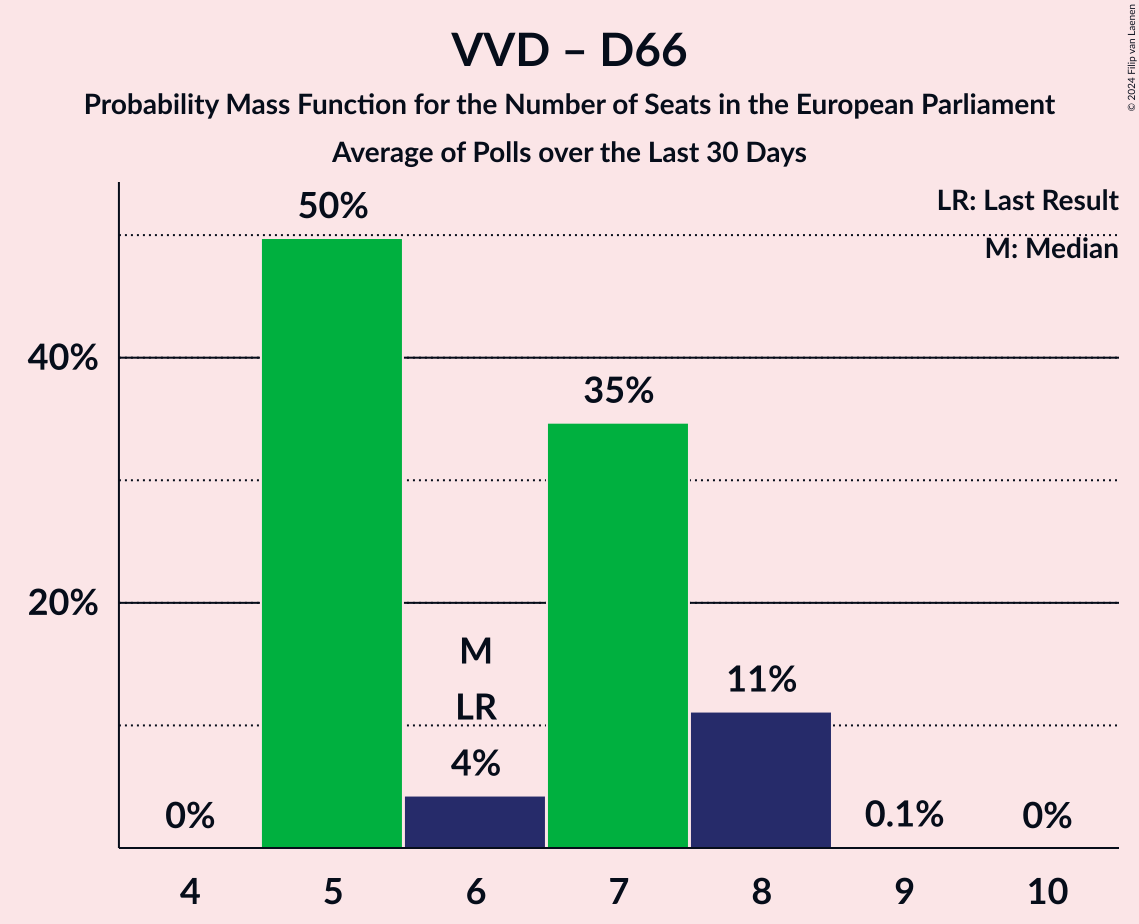 VVD – D66
Probability Mass Function for the Number of Seats in the European Parliament
Average of Polls over the Last 30 Days
© 2024 Filip van Laenen
LR: Last Result
M: Median
50%
40%
35%
20%
M
LR
4%
11%
0%
0.1%
0%
4 5 6 7 8 9 10